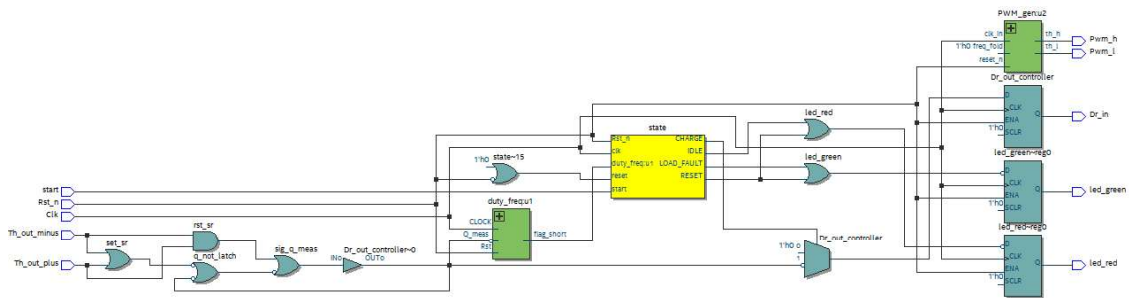 PWM_gen:u2
clk_in
1'h0 freq_fold
reset_n
th_h
th_l
Pwm_h
Pwm_l
Dr_out_controller
D
CLK
ENA
1'h0
SCLR
Q
Dr_in
led_red
state
Rst_n
clk
duty_freq:u1
reset
start
CHARGE
IDLE
LOAD_FAULT
RESET
led_green
led_green~reg0
D
CLK
ENA
1'h0
SCLR
Q
led_green
state~15
1'h0
start
Rst_n
Clk
duty_freq:u1
CLOCK
Q_meas
Rst
flag_short
Th_out_minus
Th_out_plus
set_sr
rst_sr
q_not_latch
sig_q_meas
Dr_out_controller~0
IN0
OUT0
Dr_out_controller
1'h0
0
1
led_red~reg0
D
CLK
ENA
1'h0
SCLR
Q
led_red